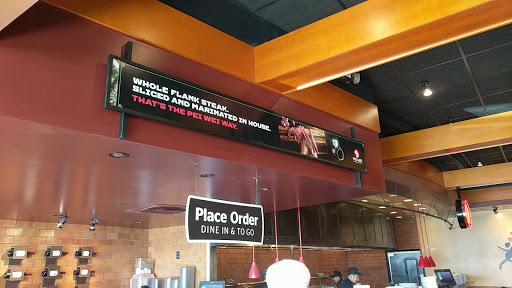 WHOLE FLANK STEAK.
SLICED AND MARINATED IN HOUSE.
THAT'S THE PEI WEI WAY.
Place Order
DINE IN & TO GO